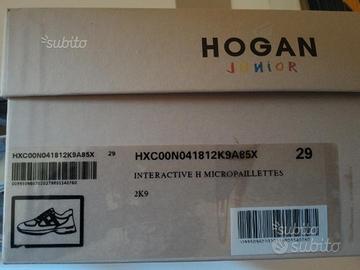 subito
HOGAN
JUNIOR
HXC00N041812K9A85X 29
HXC00N041812K9A85X 29
INTERACTIVE H MICROPAILLETTES
2K9
subito